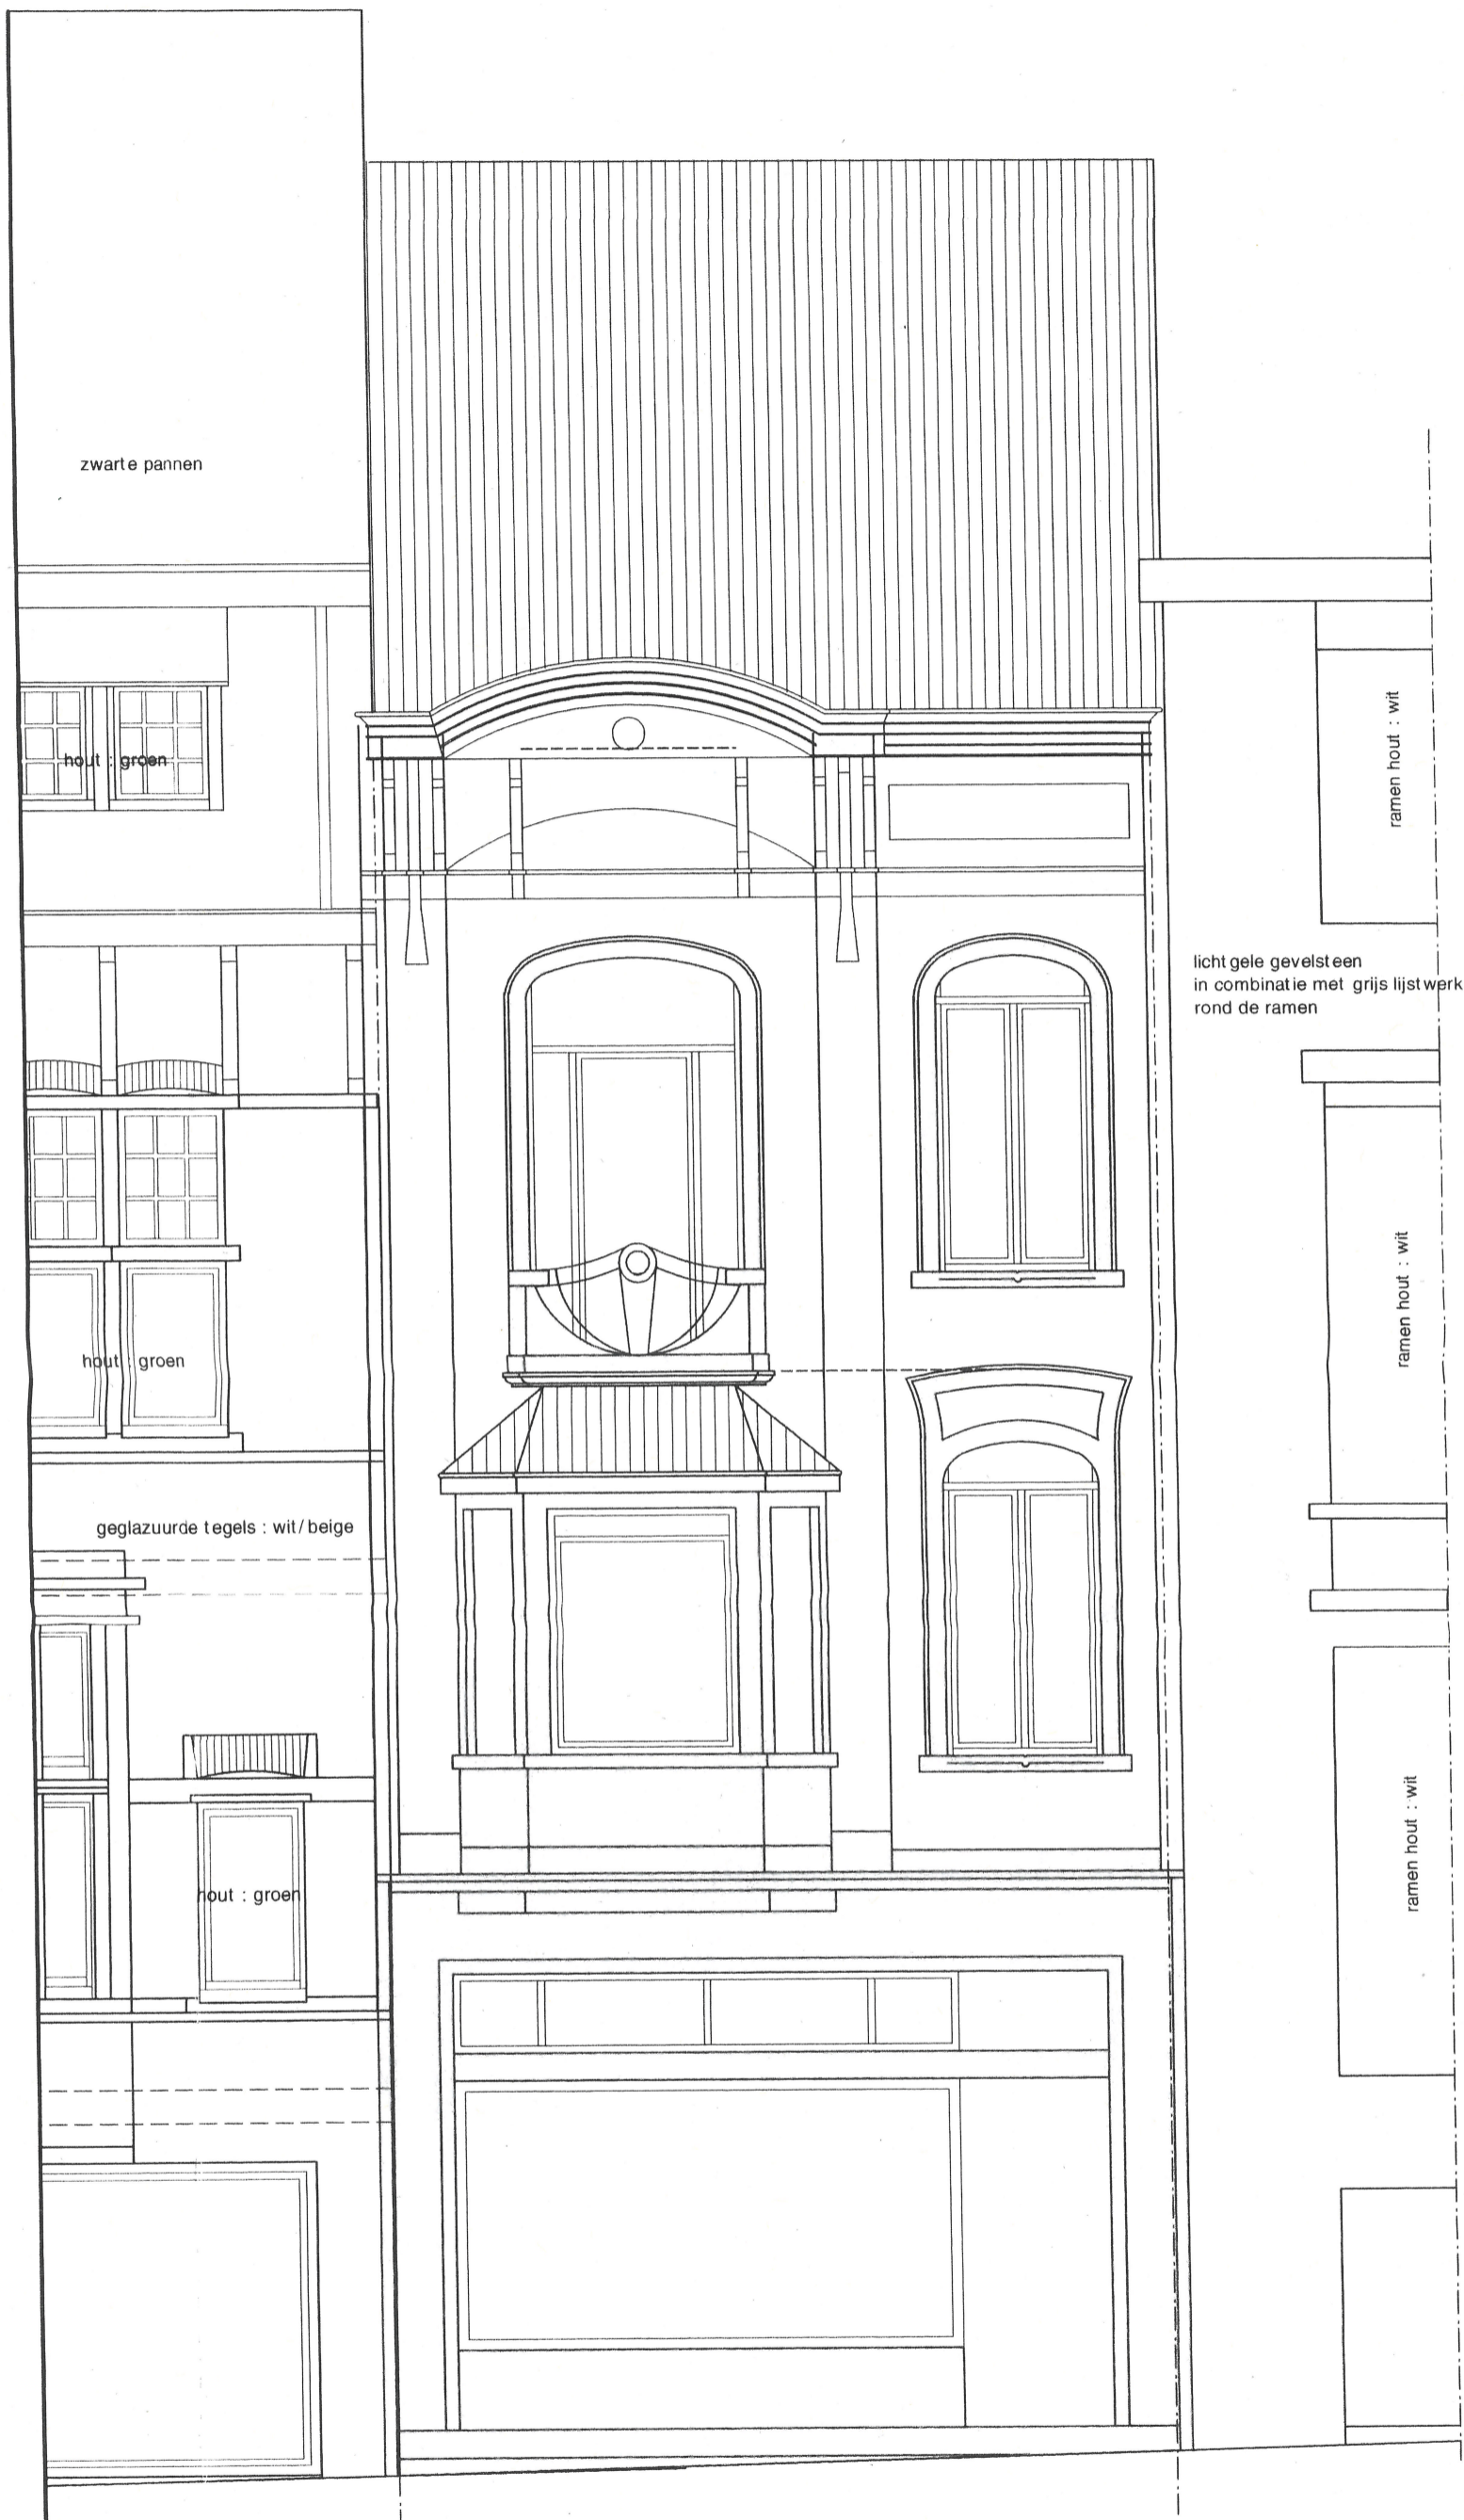 zwarte pannen
hout : groen
hout : groen
geglazuurde tegels : wit/beige
hout : groen
ramen hout : wit
licht gele gevelsteen
in combinatie met grijs lijstwerk
rond de ramen
ramen hout : wit
ramen hout : wit